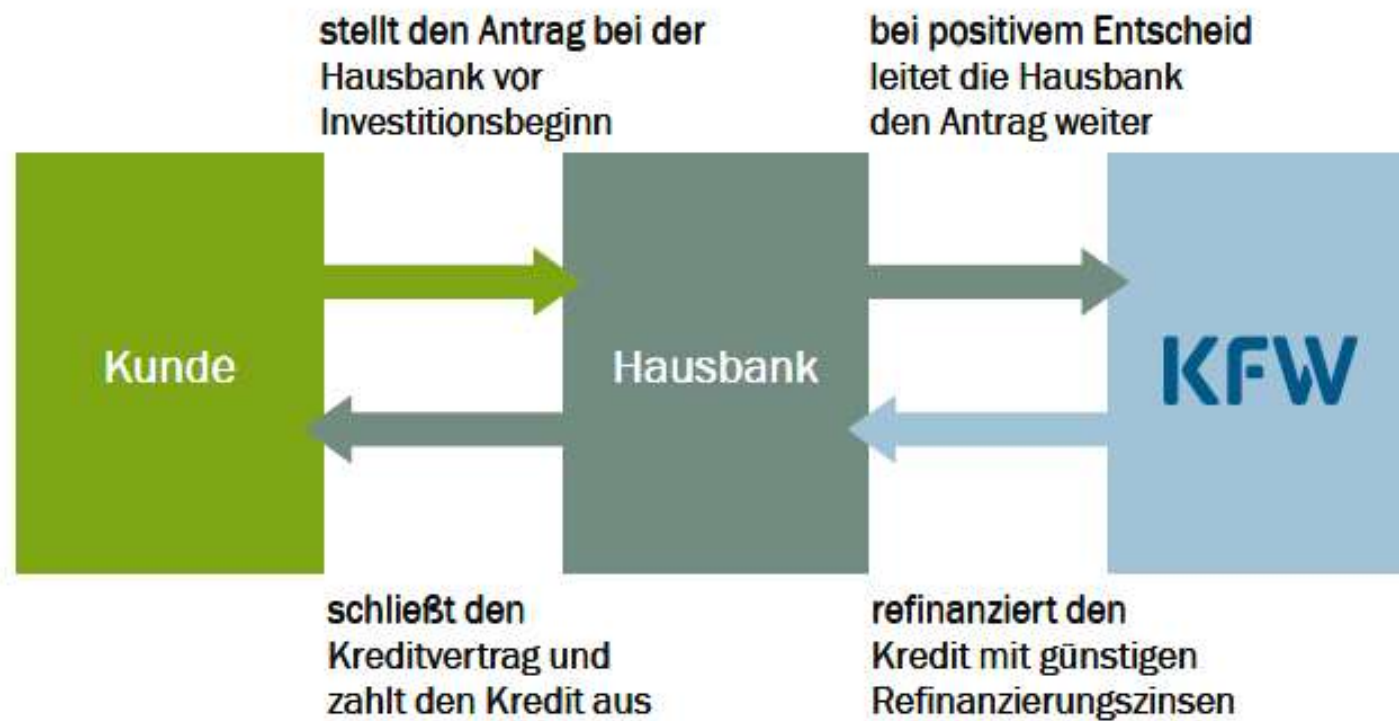 stellt den Antrag bei der
Hausbank vor
Investitionsbeginn
bei positivem Entscheid
leitet die Hausbank
den Antrag weiter
Kunde
Hausbank
KFW
schließt den
Kreditvertrag und
zahlt den Kredit aus
refinanziert den
Kredit mit günstigen
Refinanzierungszinsen